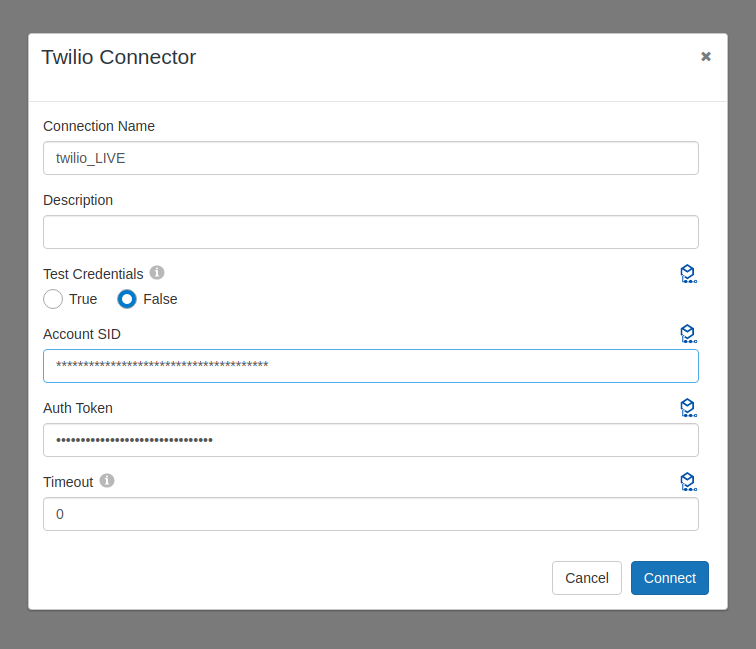 Twilio Connector
Connection Name
twilio_LIVE
Description
Test Credentials
True False
Account SID
****************************************
Auth Token
••••••••••••••••••••••••••••••••
Timeout
0
Cancel Connect